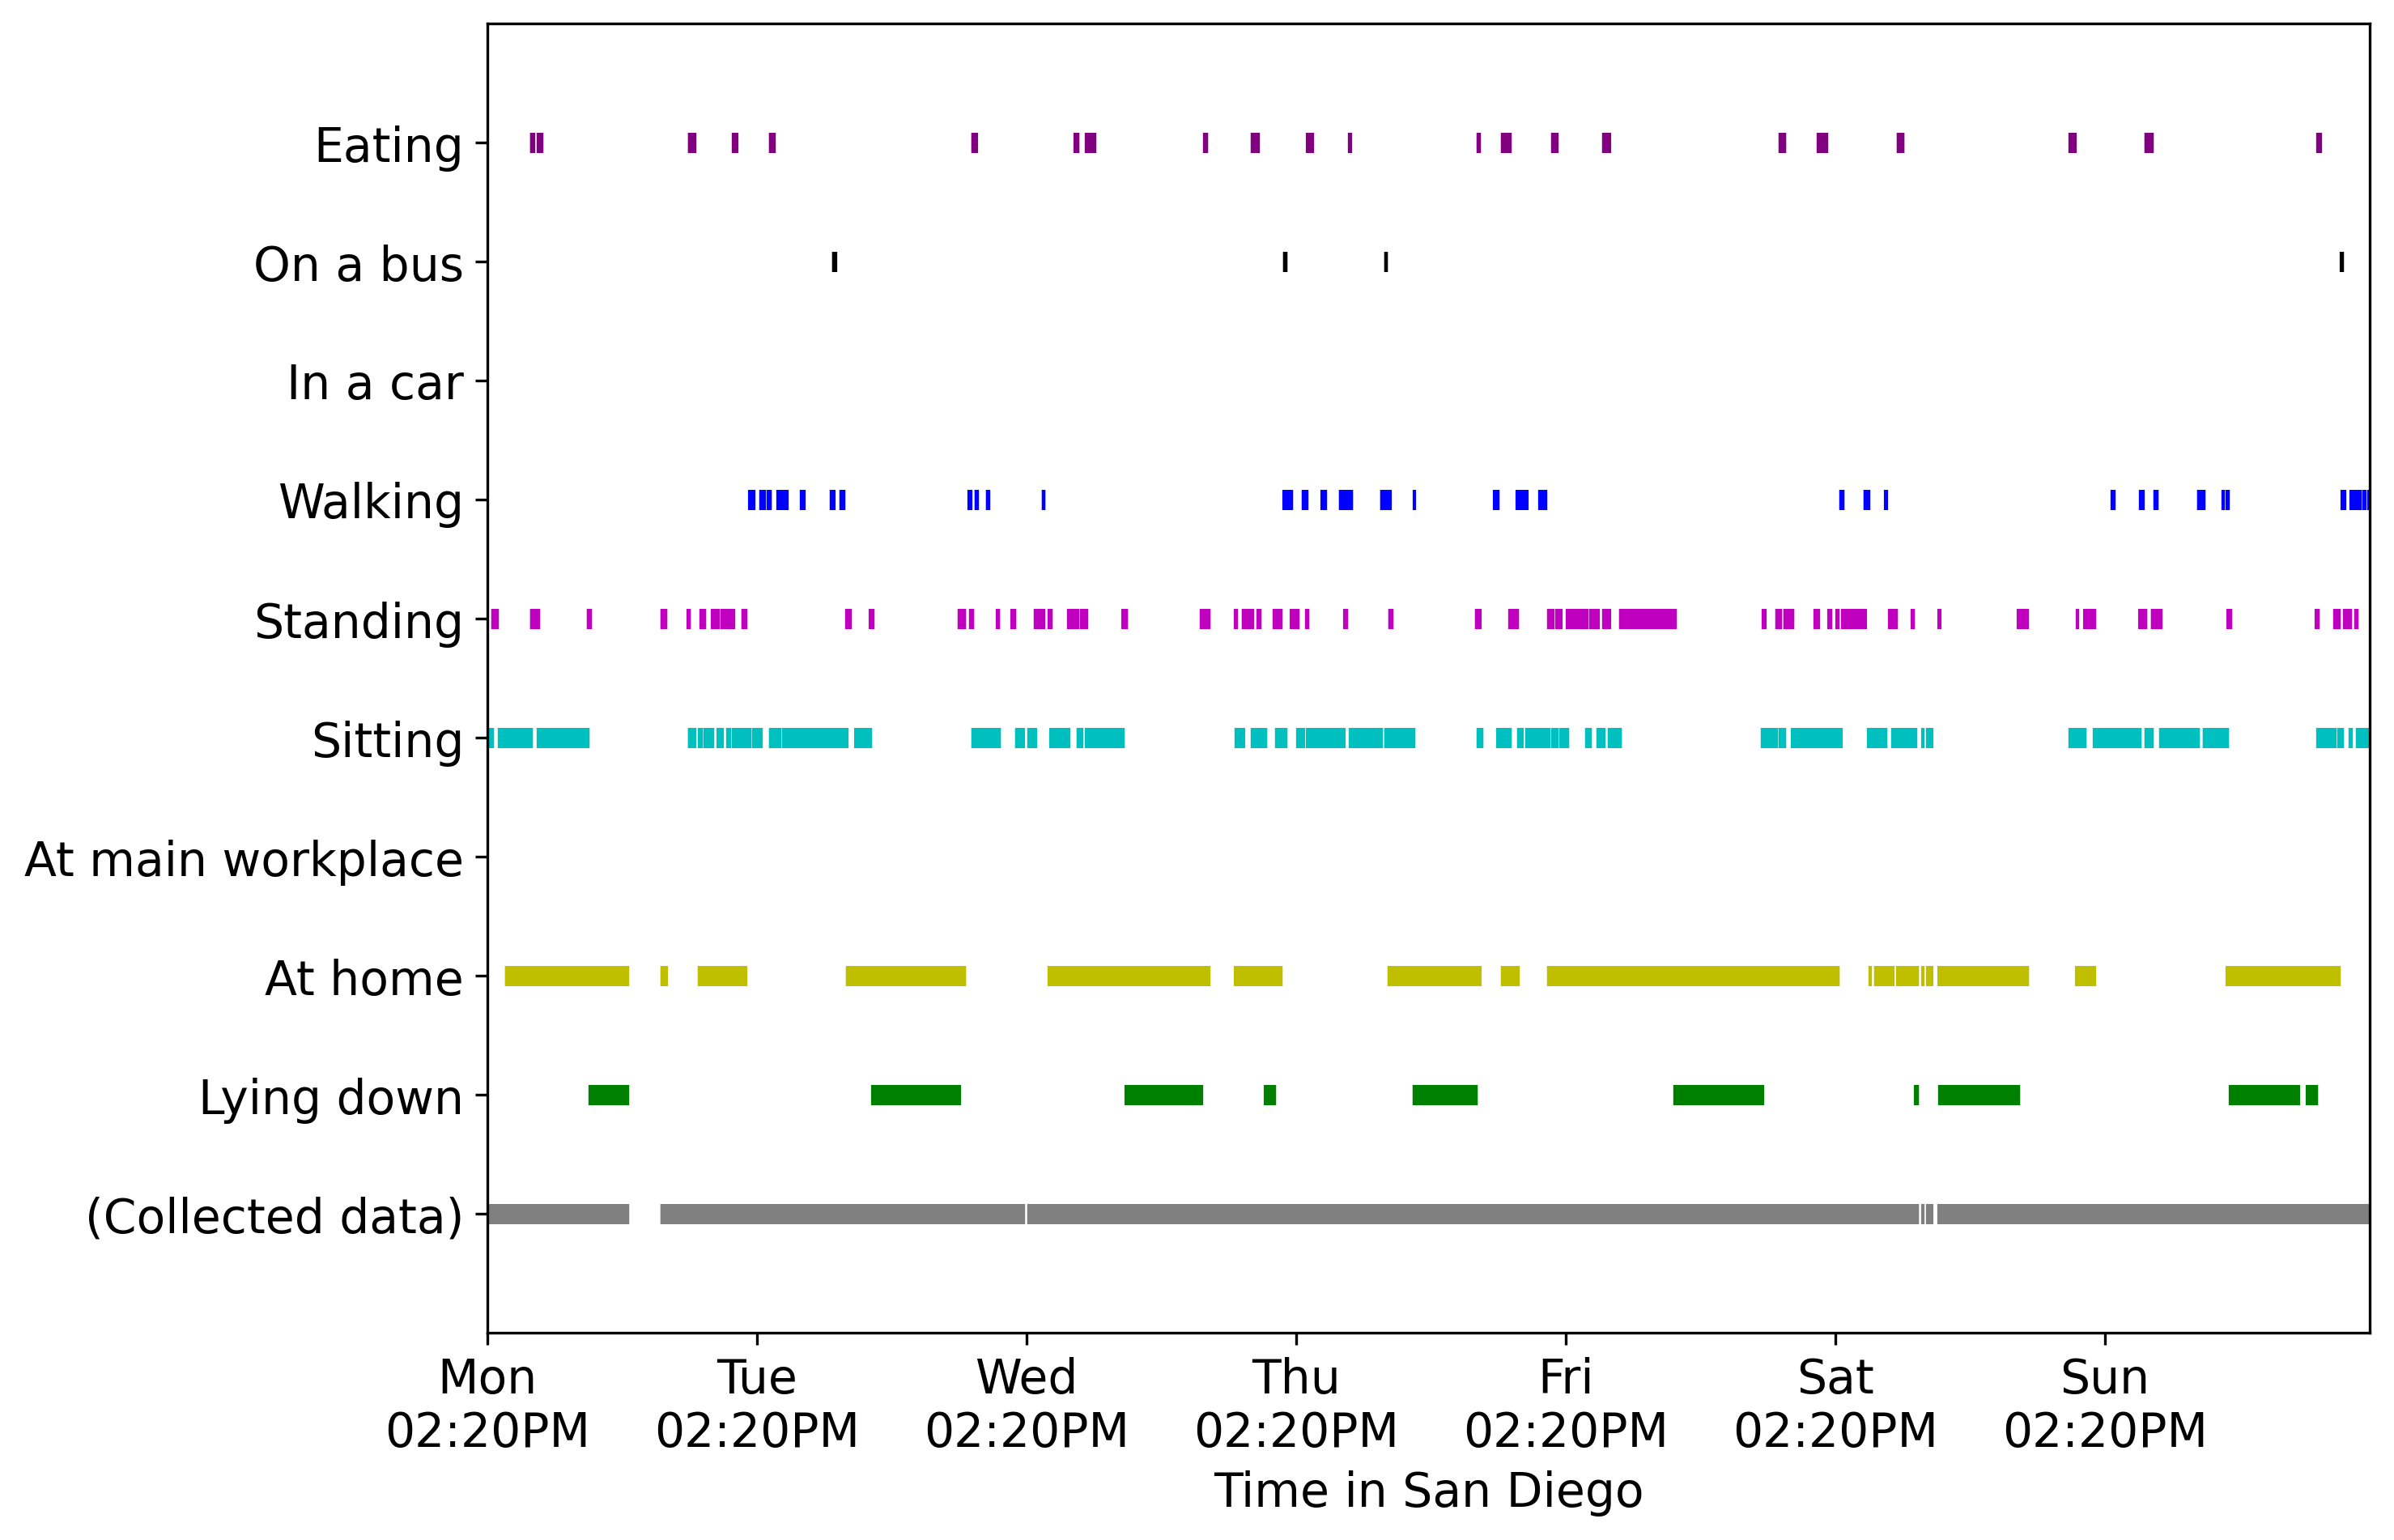 Eating
On a bus
In a car
Walking
Standing
Sitting
At main workplace
At home
Lying down
(Collected data)
Mon Tue Wed Thu Fri Sat Sun
02:20PM 02:20PM 02:20PM 02:20PM 02:20PM 02:20PM 02:20PM
Time in San Diego